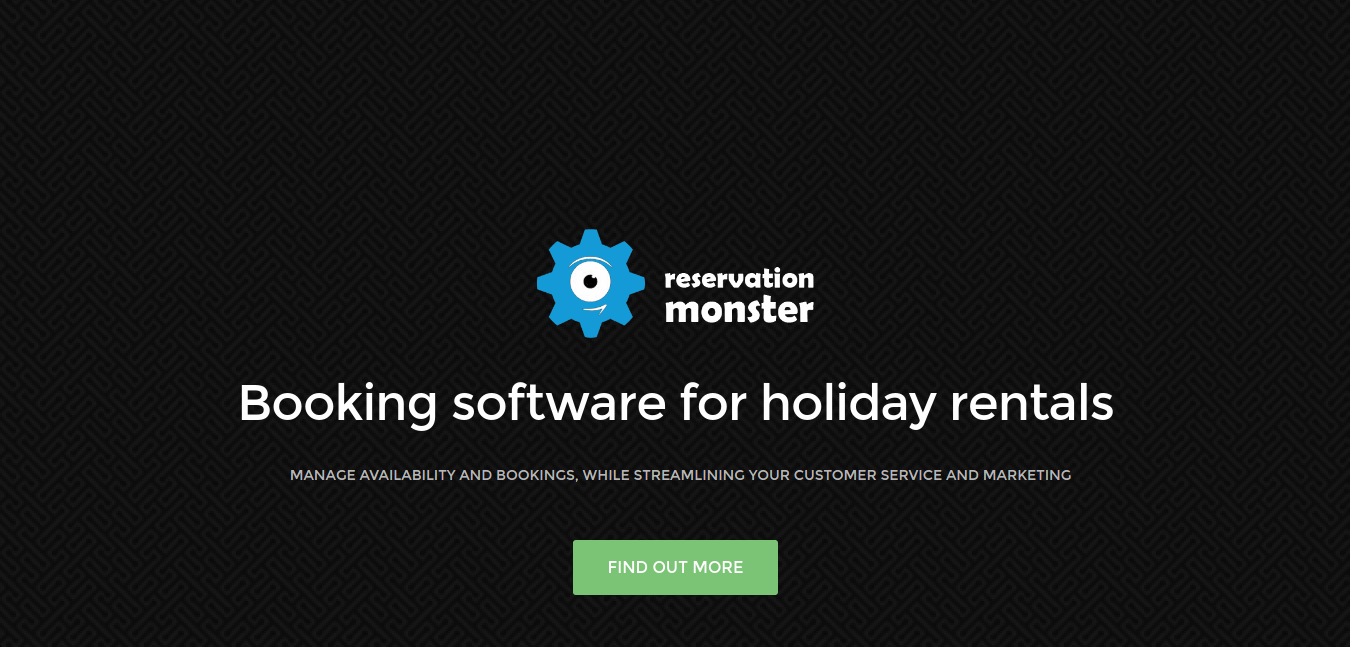 reservation
monster
Booking software for holiday rentals
MANAGE AVAILABILITY AND BOOKINGS, WHILE STREAMLINING YOUR CUSTOMER SERVICE AND MARKETING
FIND OUT MORE